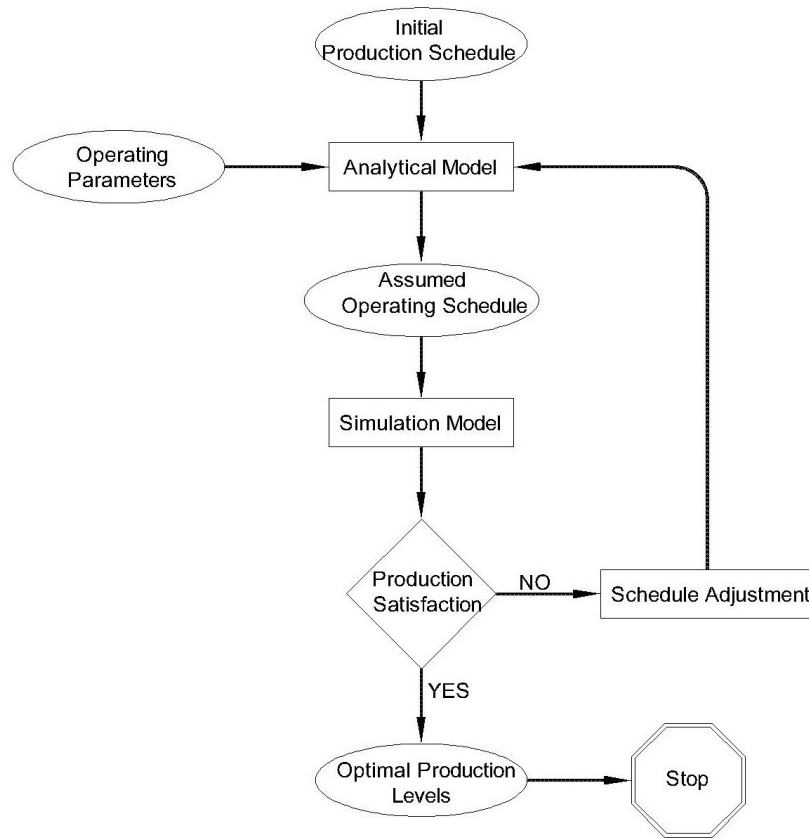 Initial
Production Schedule
Operating
Parameters
Analytical Model
Assumed
Operating Schedule
Simulation Model
Production
Satisfaction
NO
Schedule Adjustment
YES
Optimal Production
Levels
Stop